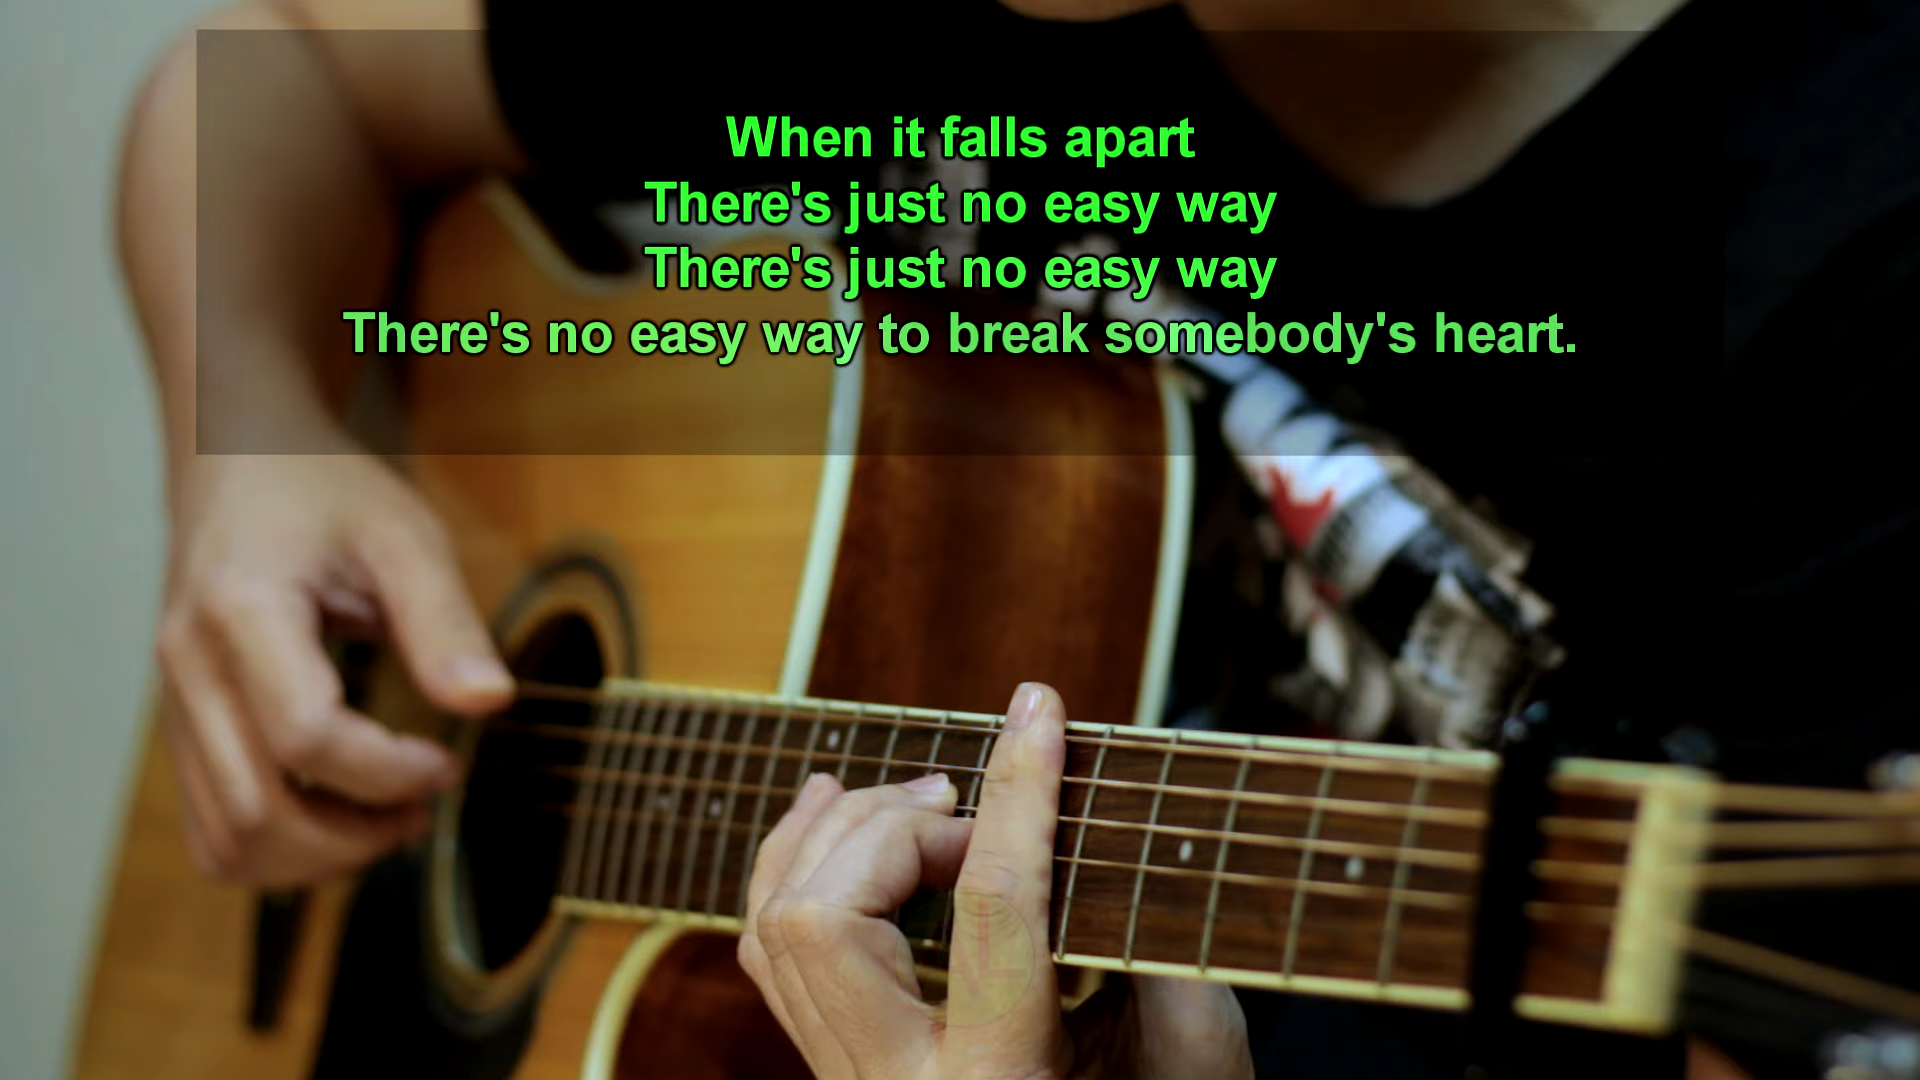 When it falls apart
There's just no easy way
There's just no easy way
There's no easy way to break somebody's heart.